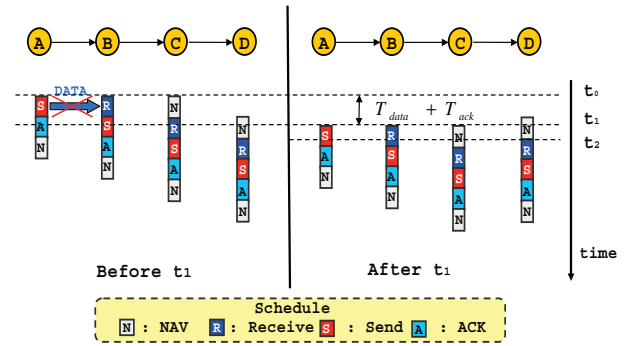 A B C D A B C D
DATA t₀
S R N
T data + T ack
A S R N N t₁
S R N t₂
N A S R R
A S R
N A S S
N A S
N A A
N A
N N
N
time
Before t1 After t1
Schedule
N : NAV R : Receive S : Send A : ACK